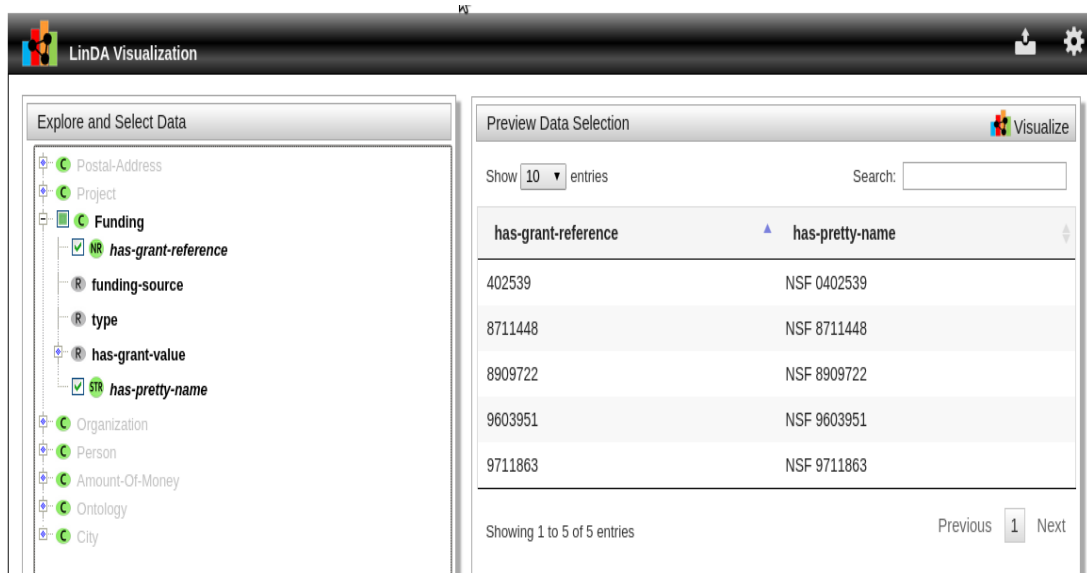 LinDA Visualization
Explore and Select Data
C Postal-Address
C Project
C Funding
NR has-grant-reference
R funding-source
R type
R has-grant-value
STR has-pretty-name
C Organization
C Person
C Amount-Of-Money
C Ontology
C City
Preview Data Selection
Visualize
Show 10 entries
Search:
has-grant-reference has-pretty-name
402539 NSF 0402539
8711448 NSF 8711448
8909722 NSF 8909722
9603951 NSF 9603951
9711863 NSF 9711863
Showing 1 to 5 of 5 entries
Previous 1 Next